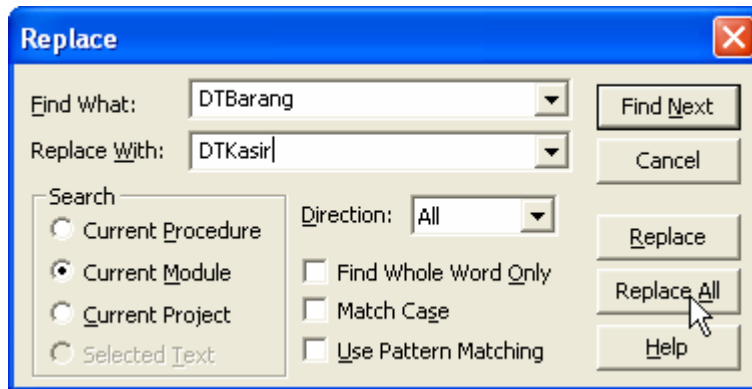 Replace
Find What: DTBarang
Find Next
Replace With: DTKasir
Cancel
Search
Direction: All
Current Procedure
Replace
Current Module
Find Whole Word Only
Replace All
Current Project
Match Case
Selected Text
Use Pattern Matching
Help